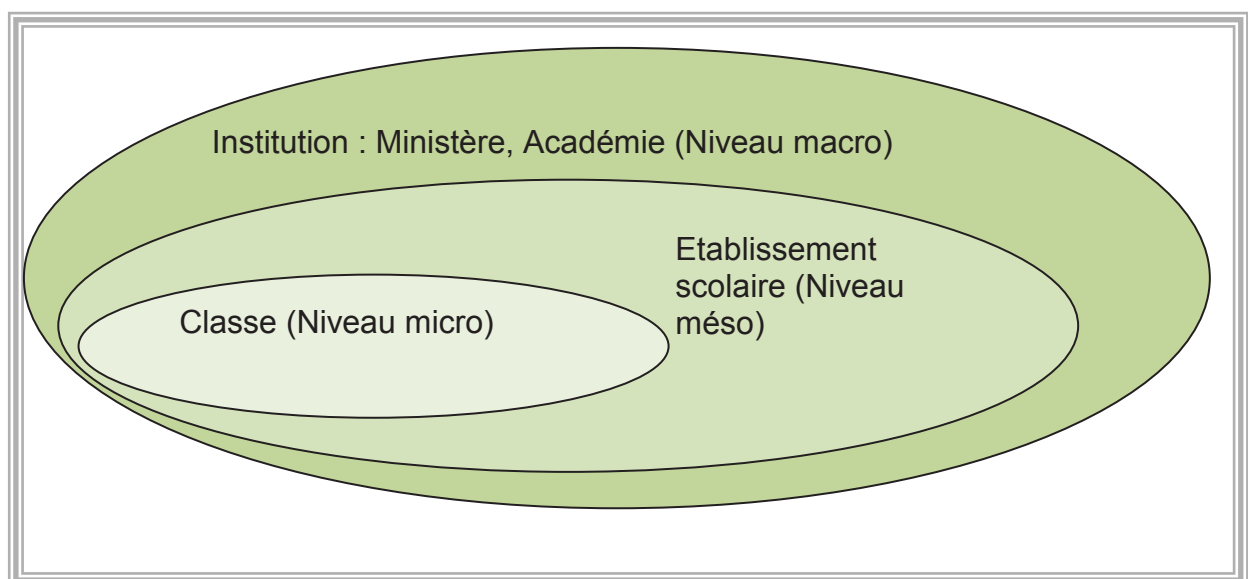 Institution : Ministère, Académie (Niveau macro)
Etablissement
scolaire (Niveau
méso)
Classe (Niveau micro)